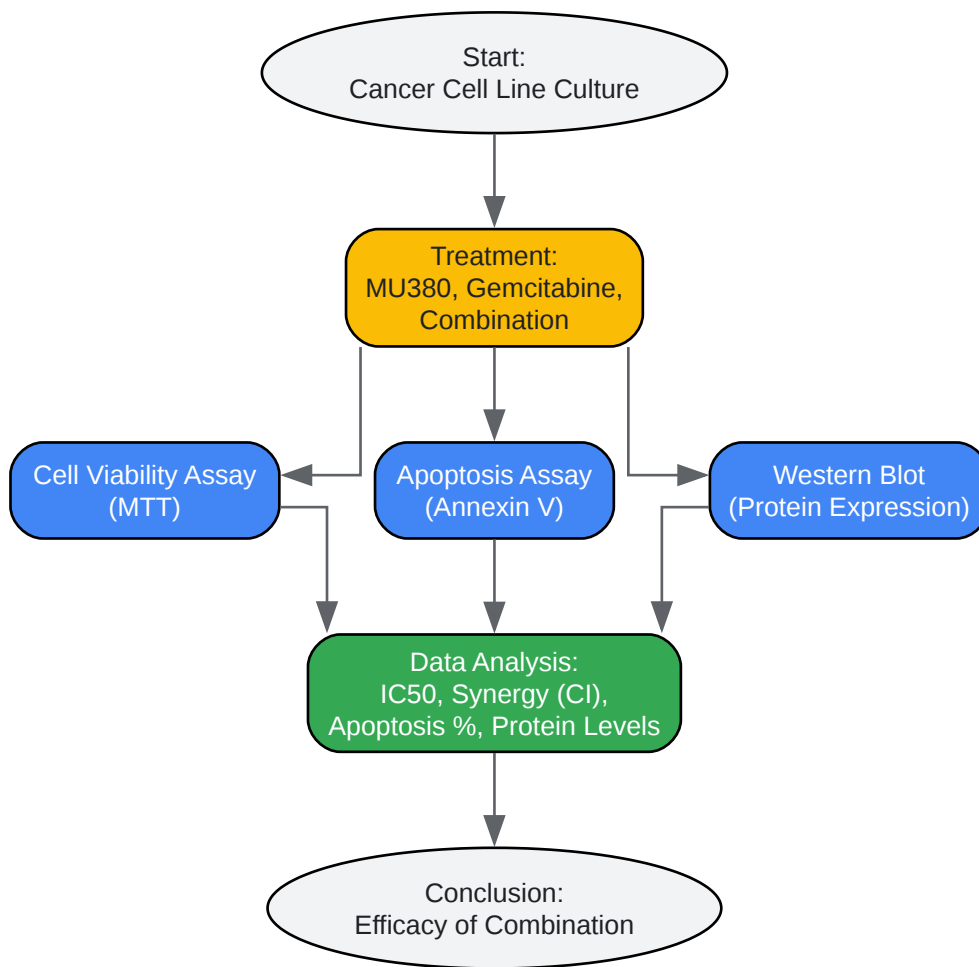 Start:
Cancer Cell Line Culture
Treatment:
MU380, Gemcitabine,
Combination
Cell Viability Assay
(MTT)
Apoptosis Assay
(Annexin V)
Western Blot
(Protein Expression)
Data Analysis:
IC50, Synergy (CI),
Apoptosis %, Protein Levels
Conclusion:
Efficacy of Combination